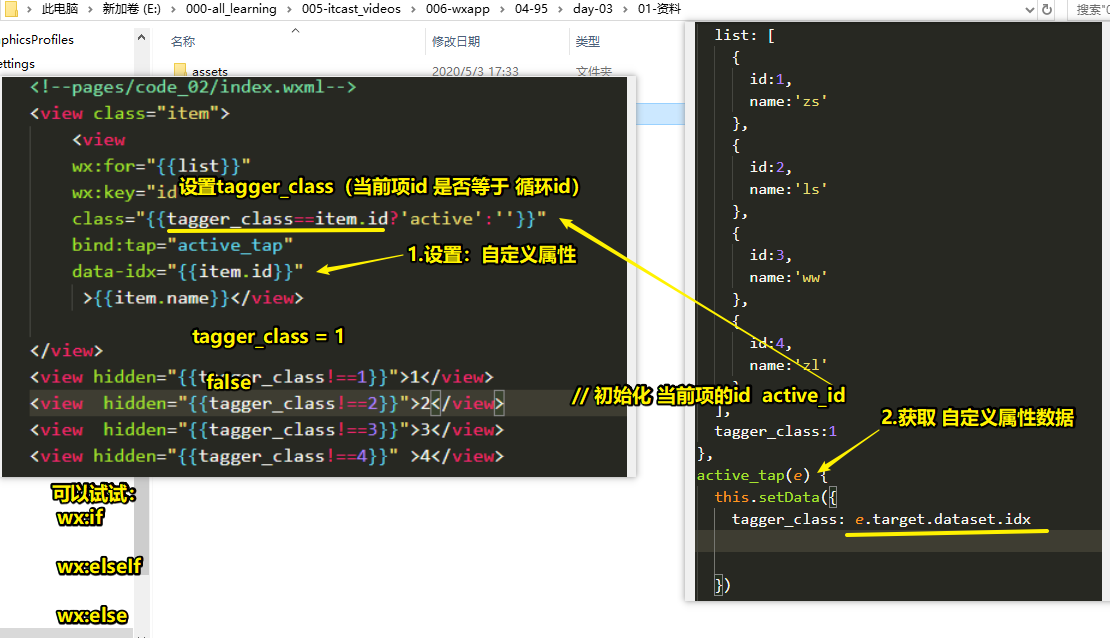 此电脑 > 新加卷 (E:) > 000-all_learning > 005-itcast_videos > 006-wxapp > 04-95 > day-03 > 01-资料
搜索"0
phicsProfiles
ettings
名称
修改日期
类型
assets
2020/5/3 17:33
文件夹
<!--pages/code_02/index.wxml-->
<view class="item">
<view
wx:for="{{list}}"
wx:key="id
设置tagger_class（当前项id 是否等于 循环id）
class="{{tagger_class==item.id?'active':''}}"
bind:tap="active_tap"
1.设置：自定义属性
data-idx="{{item.id}}"
>{{item.name}}</view>
tagger_class = 1
</view>
<view hidden="{{tagger_class!==1}}">1</view>
false
<view hidden="{{tagger_class!==2}}">2</view>
<view hidden="{{tagger_class!==3}}">3</view>
<view hidden="{{tagger_class!==4}}" >4</view>
可以试试：
wx:if
wx:elseIf
wx:else
list: [
{
id:1,
name:'zs'
},
{
id:2,
name:'ls'
},
{
id:3,
name:'ww'
},
{
id:4,
name:'zl'
}
// 初始化 当前项的id active_id
],
2.获取 自定义属性数据
tagger_class:1
},
active_tap(e) {
this.setData({
tagger_class: e.target.dataset.idx
})